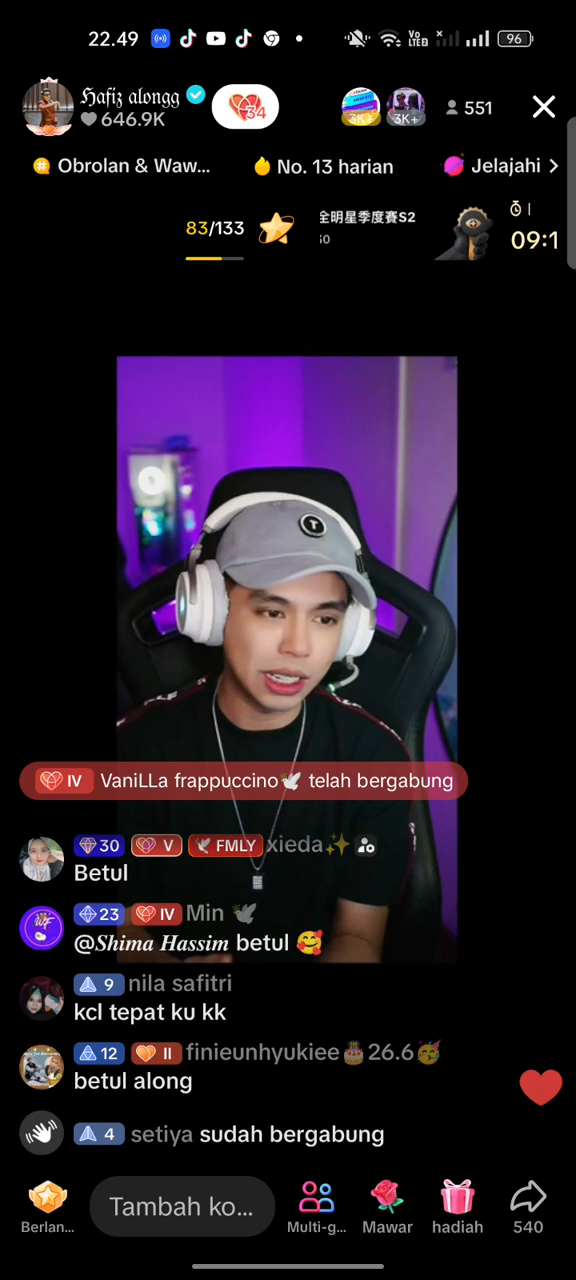 22.49
Vo
LTE2
96
Hafiz alongg
646.9K
34
3K+
3K+
551
Obrolan & Waw...
No. 13 harian
Jelajahi
83/133
全明星季度賽S2
09:1
T
IV VaniLLa frappuccino🕊️ telah bergabung
30 V FMLY xieda✨
Betul
23 IV Min 🕊️
@Shima Hassim betul 🥰
9 nila safitri
kcl tepat ku kk
12 II finieunhyukiee🎂26.6🥳
betul along
4 setiya sudah bergabung
Berlan...
Tambah ko...
Multi-g...
Mawar
hadiah
540